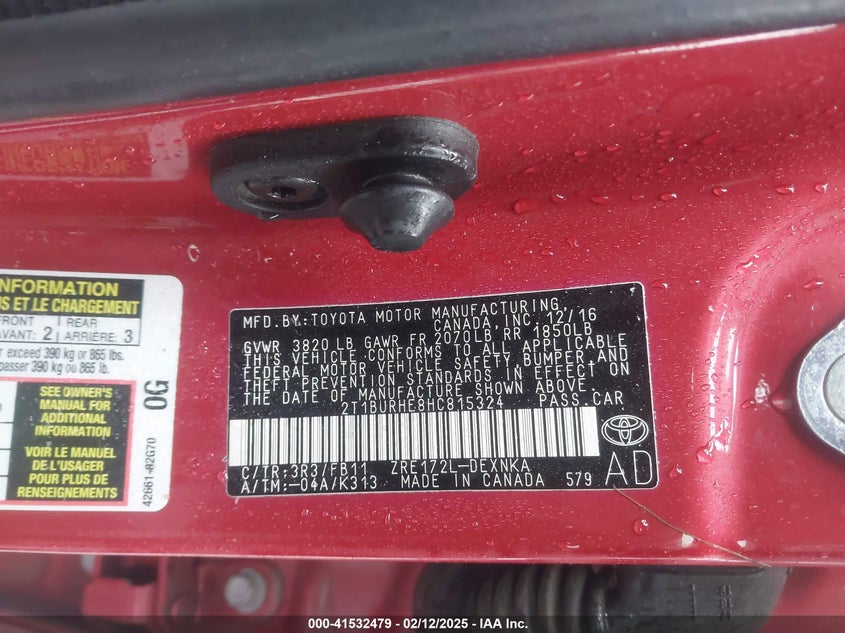 INFORMATION
US ET LE CHARGEMENT
FRONT
AVANT: 2
REAR
ARRIÈRE: 3
exceed 390 kg or 865 lbs.
passer 390 kg ou 865 lb.
SEE OWNER'S
MANUAL FOR
ADDITIONAL
INFORMATION
Voir le MANUEL
DE L'USAGER
POUR PLUS DE
RENSEIGNEMENTS
0G
42661-02G70
MFD. BY: TOYOTA MOTOR MANUFACTURING
CANADA, INC. 12/16
GVWR 3820 LB GAWR FR 2070LB RR 1850LB
THIS VEHICLE CONFORMS TO ALL APPLICABLE
FEDERAL MOTOR VEHICLE SAFETY, BUMPER, AND
THEFT PREVENTION STANDARDS IN EFFECT ON
THE DATE OF MANUFACTURE SHOWN ABOVE.
2T1BURHE8HC815324 PASS. CAR
C/TR: 3R3/FB11 ZRE172L-DEXNKA
A/TM: -04A/K313 MADE IN CANADA 579
AD
000-41532479 - 02/12/2025 - IAA Inc.